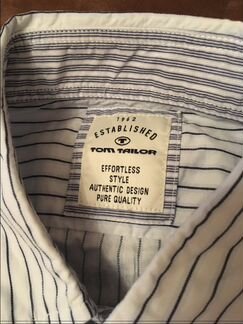 1962
ESTABLISHED
TOM TAILOR
EFFORTLESS
STYLE
AUTHENTIC DESIGN
PURE QUALITY